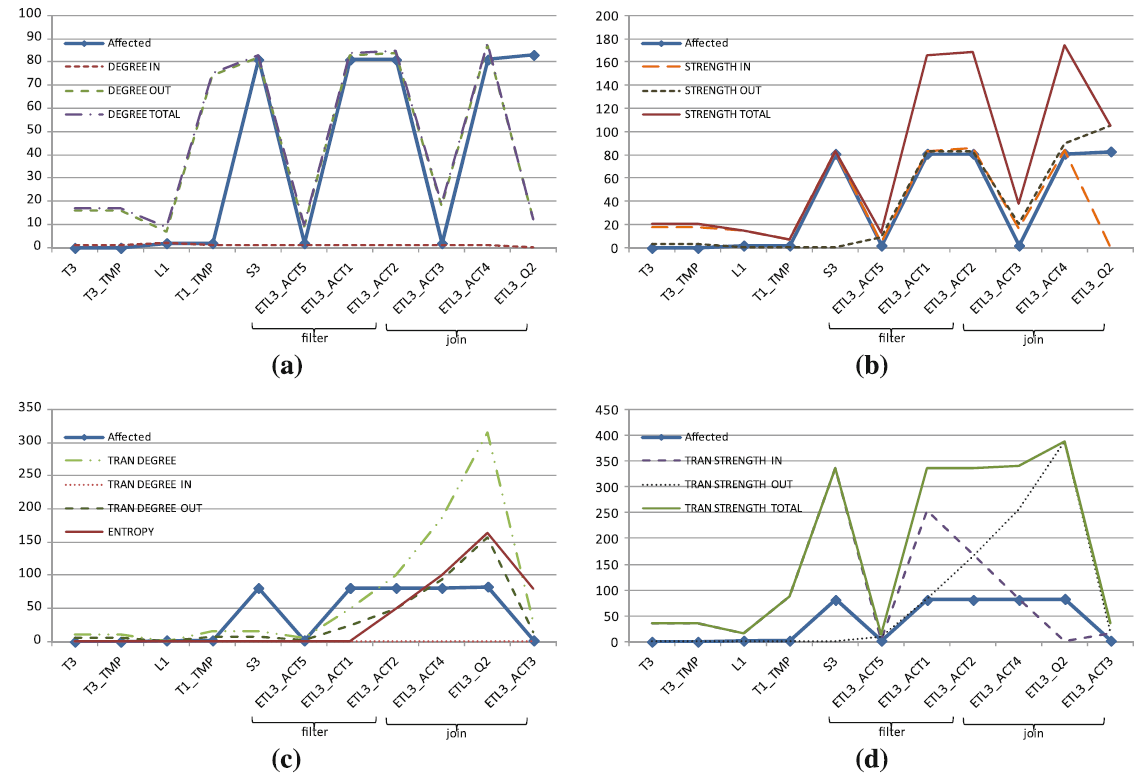 100
90
80
70
60
50
40
30
20
10
0
Affected
DEGREE IN
DEGREE OUT
DEGREE TOTAL
T3
T3_TMP
L1
T1_TMP
S3
ETL3_ACT5
ETL3_ACT1
ETL3_ACT2
ETL3_ACT3
ETL3_ACT4
ETL3_Q2
filter
join
(a)
200
180
160
140
120
100
80
60
40
20
0
Affected
STRENGTH IN
STRENGTH OUT
STRENGTH TOTAL
T3
T3_TMP
L1
T1_TMP
S3
ETL3_ACT5
ETL3_ACT1
ETL3_ACT2
ETL3_ACT3
ETL3_ACT4
ETL3_Q2
filter
join
(b)
350
300
250
200
150
100
50
0
Affected
TRAN DEGREE
TRAN DEGREE IN
TRAN DEGREE OUT
ENTROPY
T3
T3_TMP
L1
T1_TMP
S3
ETL3_ACT5
ETL3_ACT1
ETL3_ACT2
ETL3_ACT4
ETL3_Q2
ETL3_ACT3
filter
join
(c)
450
400
350
300
250
200
150
100
50
0
Affected
TRAN STRENGTH IN
TRAN STRENGTH OUT
TRAN STRENGTH TOTAL
T3
T3_TMP
L1
T1_TMP
S3
ETL3_ACT5
ETL3_ACT1
ETL3_ACT2
ETL3_ACT4
ETL3_Q2
ETL3_ACT3
filter
join
(d)